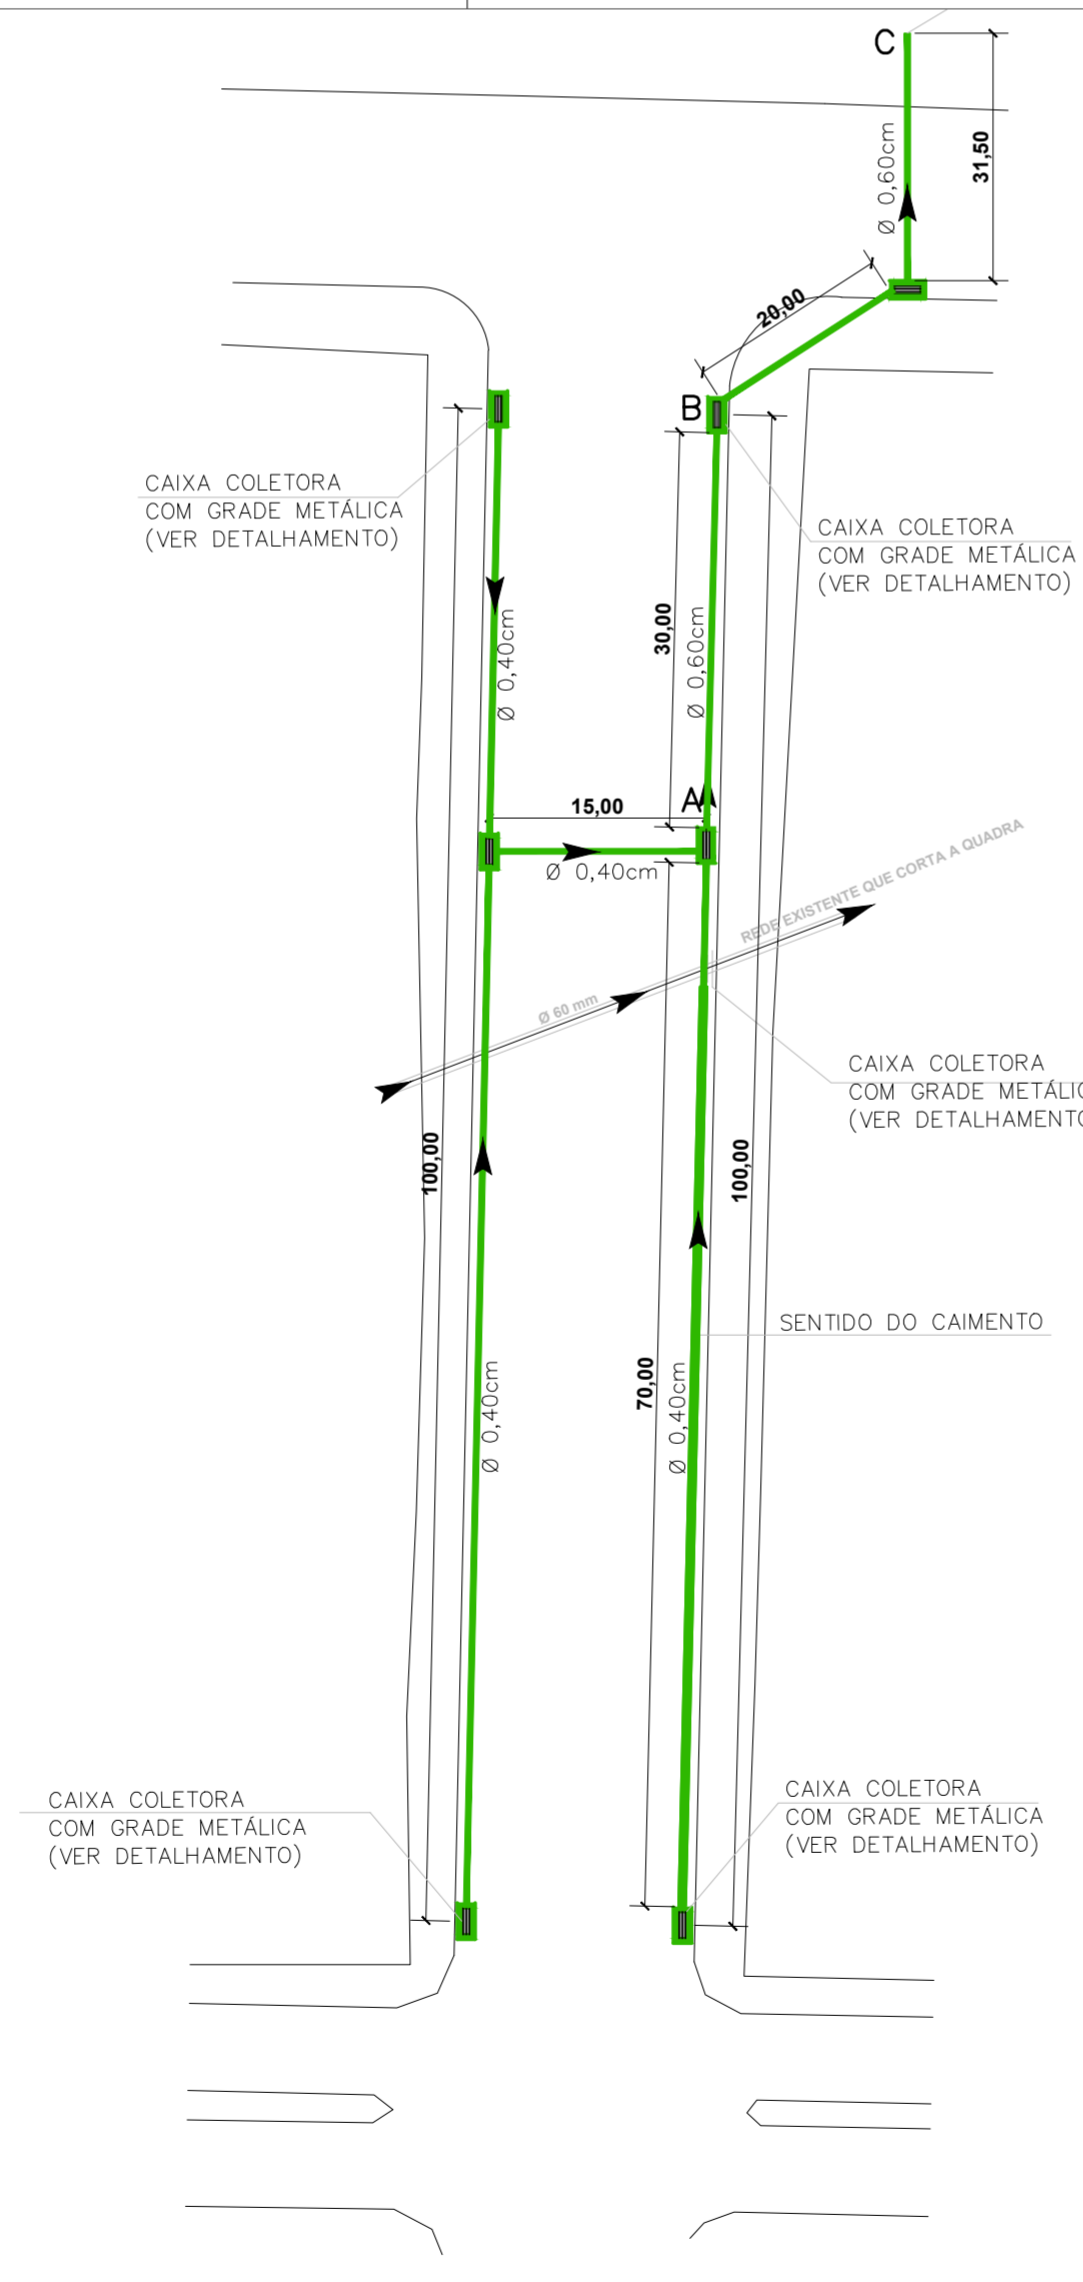 C
Ø 0,60cm
31,50
20,00
B
CAIXA COLETORA
COM GRADE METÁLICA
(VER DETALHAMENTO)
CAIXA COLETORA
COM GRADE METÁLICA
(VER DETALHAMENTO)
Ø 0,40cm
30,00
Ø 0,60cm
15,00
A
Ø 0,40cm
REDE EXISTENTE QUE CORTA A QUADRA
Ø 60 mm
CAIXA COLETORA
COM GRADE METÁLIC
(VER DETALHAMENTO
100,00
100,00
SENTIDO DO CAIMENTO
70,00
Ø 0,40cm
Ø 0,40cm
CAIXA COLETORA
COM GRADE METÁLICA
(VER DETALHAMENTO)
CAIXA COLETORA
COM GRADE METÁLICA
(VER DETALHAMENTO)